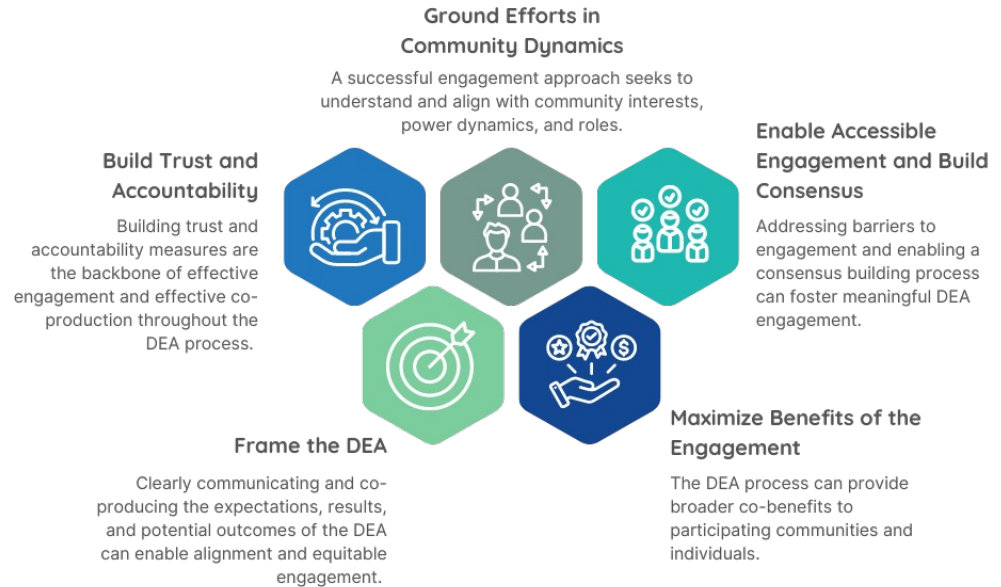 Ground Efforts in
Community Dynamics
A successful engagement approach seeks to
understand and align with community interests,
power dynamics, and roles.
Build Trust and
Accountability
Building trust and
accountability measures are
the backbone of effective
engagement and effective co-
production throughout the
DEA process.
Enable Accessible
Engagement and Build
Consensus
Addressing barriers to
engagement and enabling a
consensus building process
can foster meaningful DEA
engagement.
Frame the DEA
Clearly communicating and co-
producing the expectations, results,
and potential outcomes of the DEA
can enable alignment and equitable
engagement.
Maximize Benefits of the
Engagement
The DEA process can provide
broader co-benefits to
participating communities and
individuals.
$